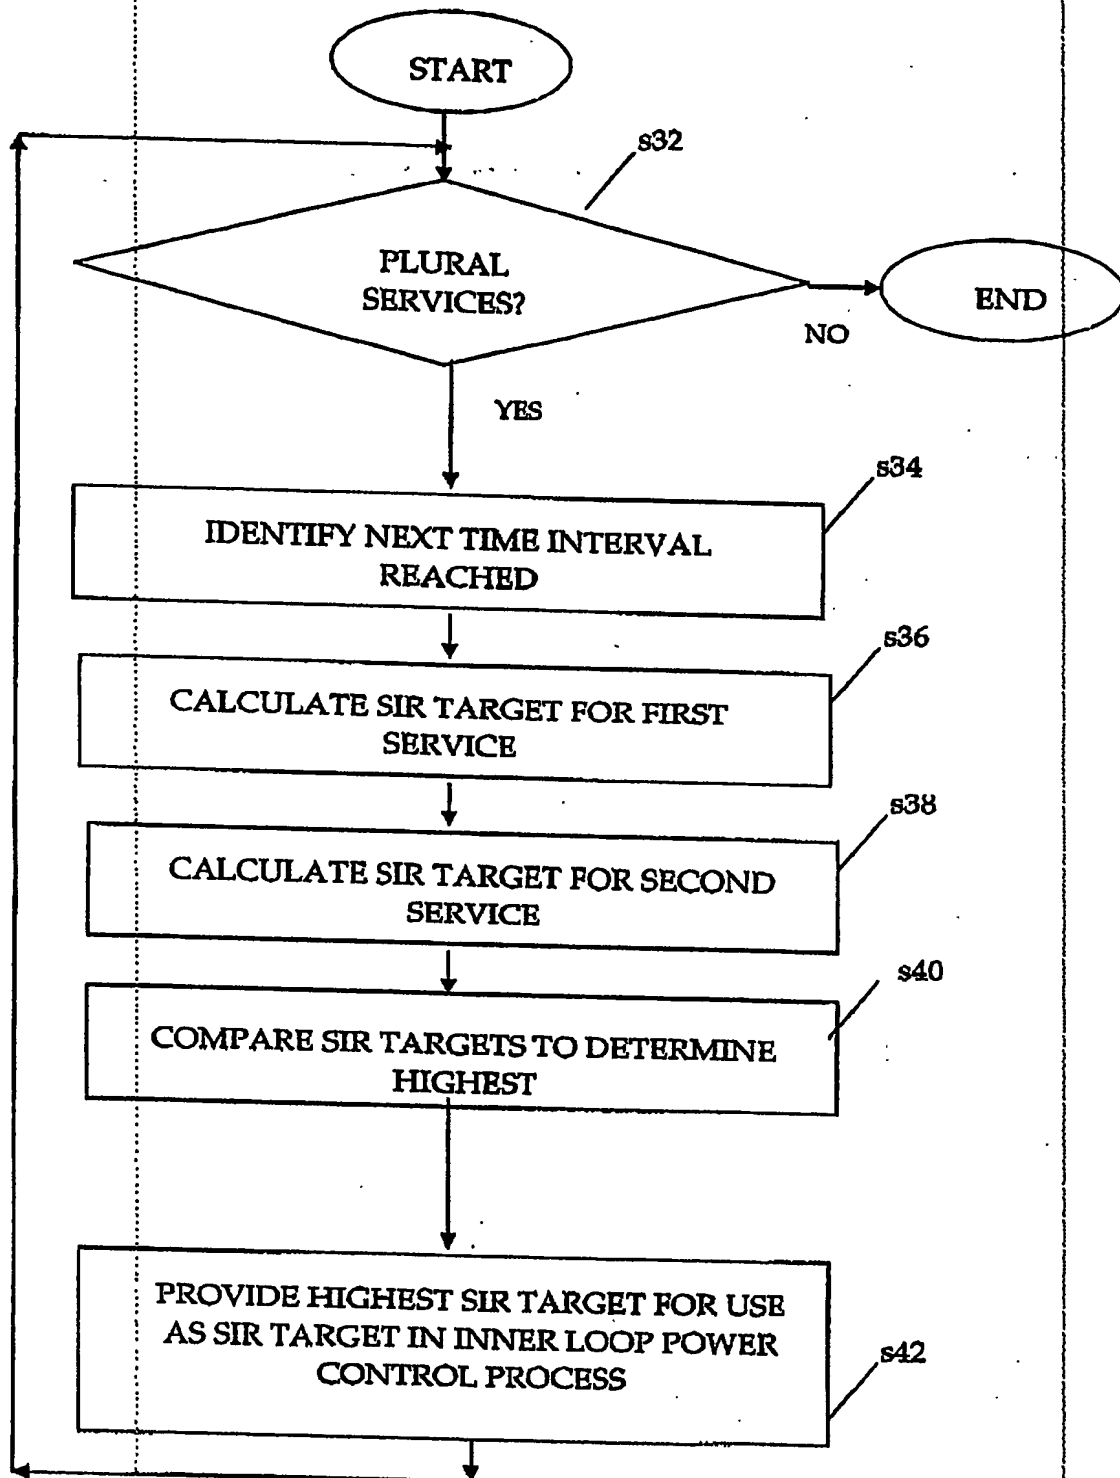 START
s32
PLURAL
SERVICES?
END
NO
YES
s34
IDENTIFY NEXT TIME INTERVAL
REACHED
s36
CALCULATE SIR TARGET FOR FIRST
SERVICE
s38
CALCULATE SIR TARGET FOR SECOND
SERVICE
s40
COMPARE SIR TARGETS TO DETERMINE
HIGHEST
PROVIDE HIGHEST SIR TARGET FOR USE
AS SIR TARGET IN INNER LOOP POWER
CONTROL PROCESS
s42